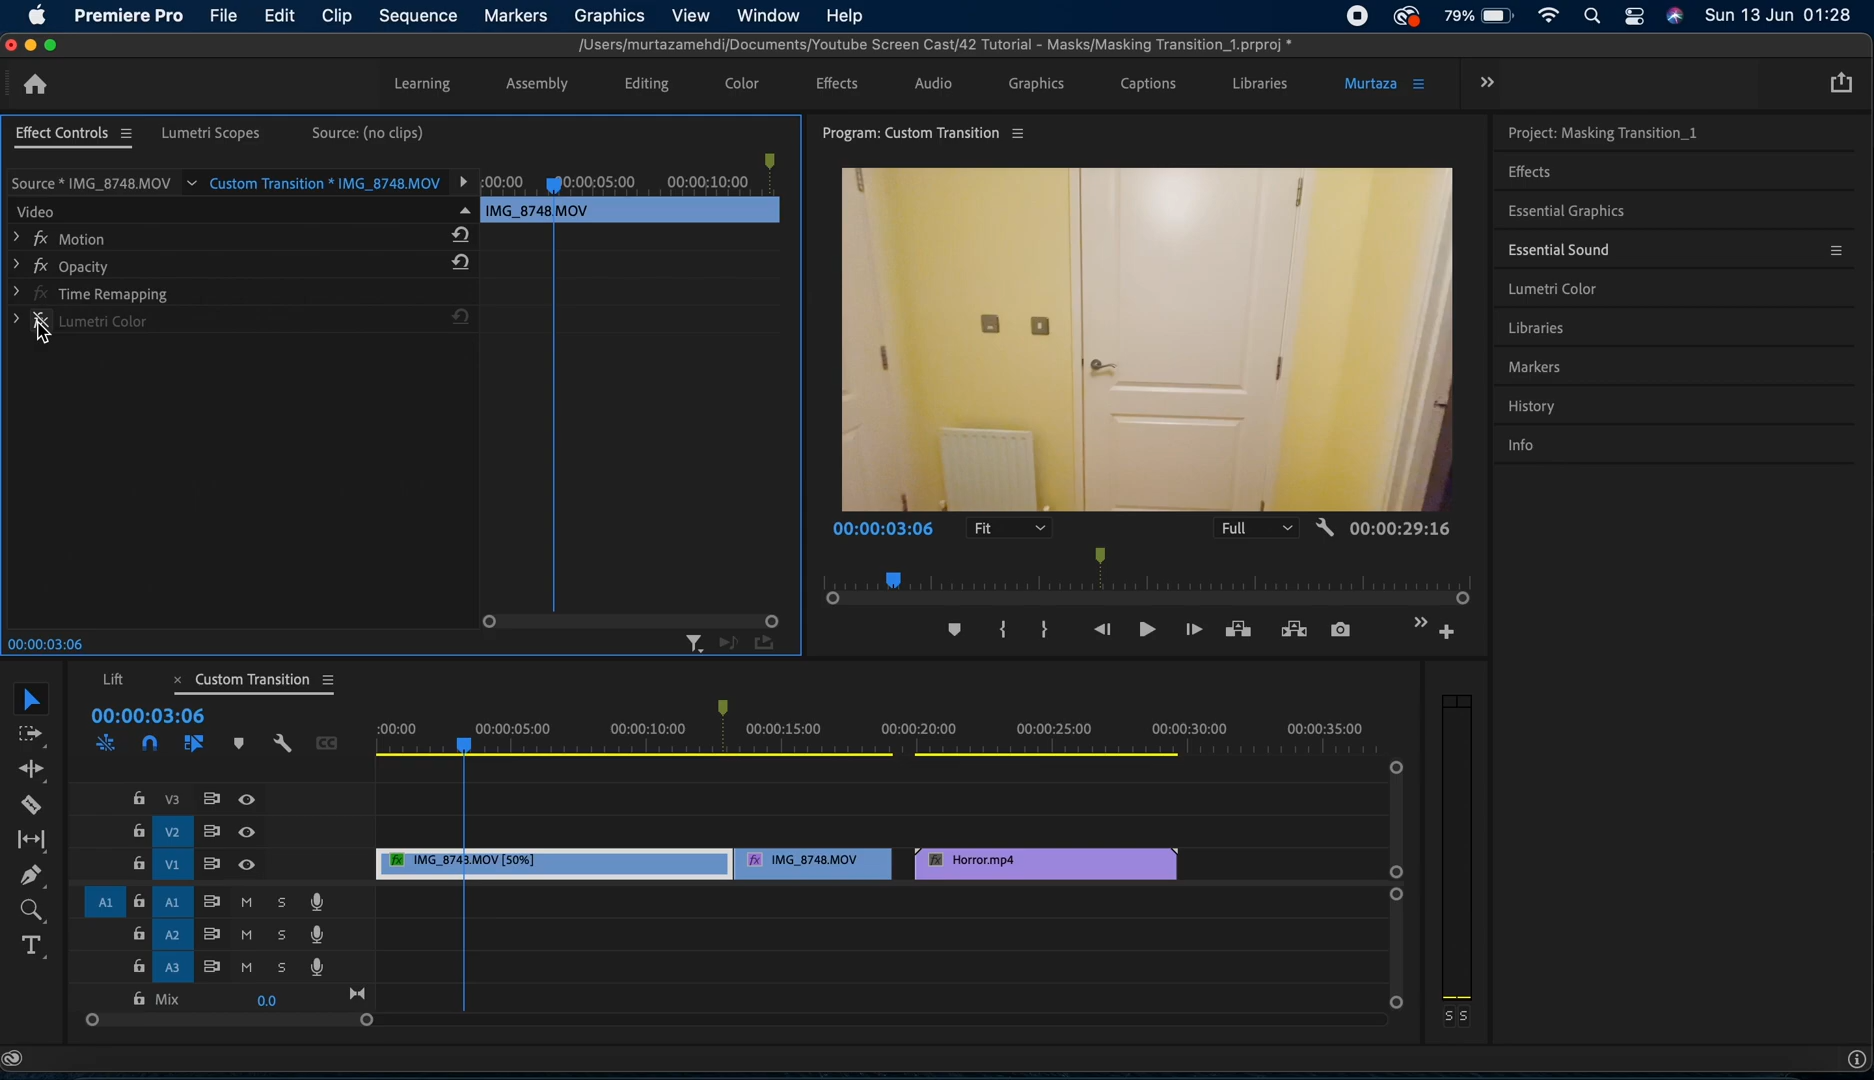 Premiere Pro File Edit Clip Sequence Markers Graphics View Window Help 79% Sun 13 Jun 01:28
/Users/murtazamehdi/Documents/Youtube Screen Cast/42 Tutorial - Masks/Masking Transition_1.prproj *
Learning Assembly Editing Color Effects Audio Graphics Captions Libraries Murtaza
Effect Controls Lumetri Scopes Source: (no clips)
Source * IMG_8748.MOV Custom Transition * IMG_8748.MOV :00:00 00:00:05:00 00:00:10:00
Video IMG_8748.MOV
fx Motion
fx Opacity
fx Time Remapping
fx Lumetri Color
00:00:03:06
Program: Custom Transition
00:00:03:06 Fit Full 00:00:29:16
Project: Masking Transition_1
Effects
Essential Graphics
Essential Sound
Lumetri Color
Libraries
Markers
History
Info
Lift × Custom Transition
00:00:03:06
:00:00 00:00:05:00 00:00:10:00 00:00:15:00 00:00:20:00 00:00:25:00 00:00:30:00 00:00:35:00
CC
V3
V2
V1 fx IMG_8748.MOV [50%] fx IMG_8748.MOV fx Horror.mp4
A1 A1 M S
A2 M S
A3 M S
Mix 0.0
S S